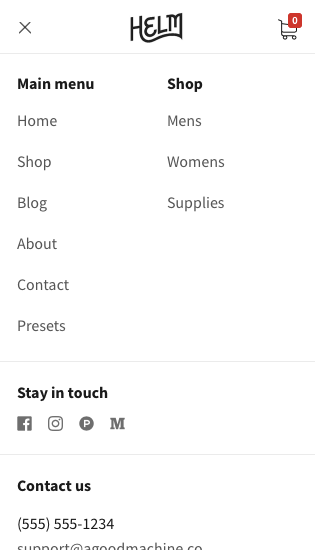 HELM
0
Main menu
Home
Shop
Blog
About
Contact
Presets
Shop
Mens
Womens
Supplies
Stay in touch
Contact us
(555) 555-1234
support@agoodmachine.co